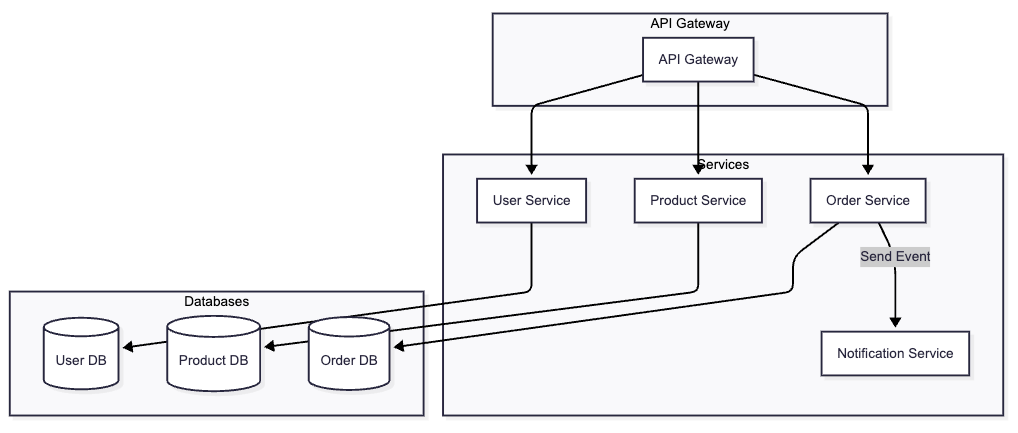 API Gateway
API Gateway
Services
User Service
Product Service
Order Service
Send Event
Databases
User DB
Product DB
Order DB
Notification Service